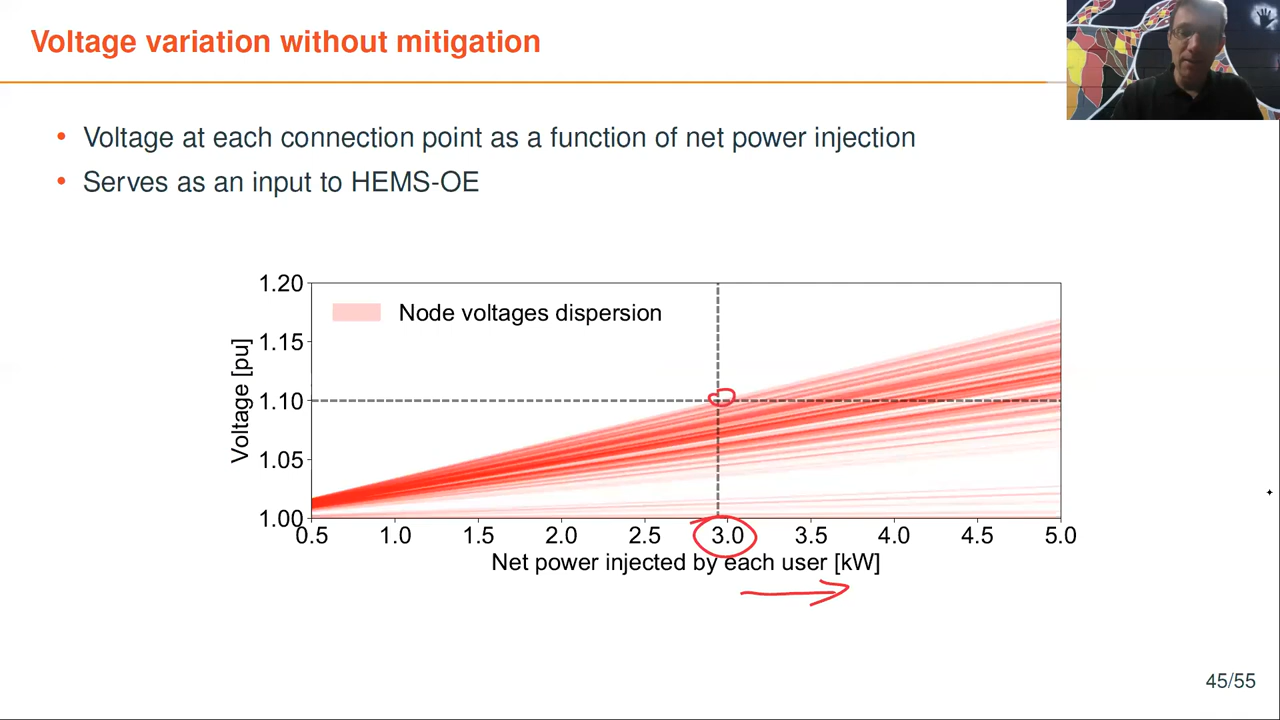 Voltage variation without mitigation
• Voltage at each connection point as a function of net power injection
• Serves as an input to HEMS-OE
Node voltages dispersion
Voltage [pu]
1.20
1.15
1.10
1.05
1.00
0.5 1.0 1.5 2.0 2.5 3.0 3.5 4.0 4.5 5.0
Net power injected by each user [kW]
45/55